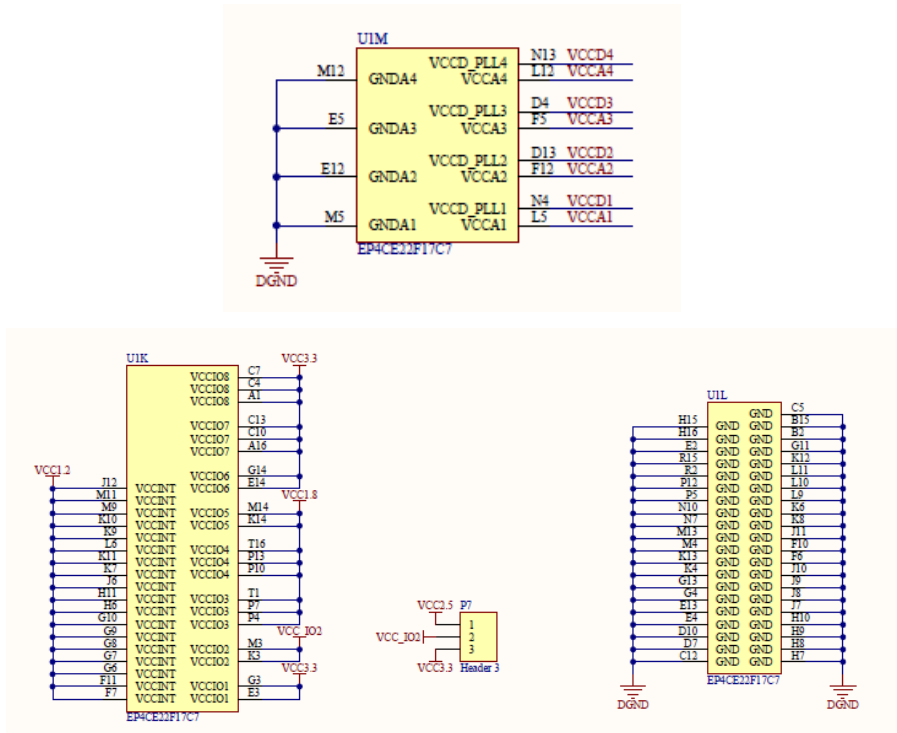 U1M
M12 GNDA4 VCCD_PLL4 N13 VCCD4
VCCA4 L12 VCCA4
E5 GNDA3 VCCD_PLL3 D4 VCCD3
VCCA3 F5 VCCA3
E12 GNDA2 VCCD_PLL2 D13 VCCD2
VCCA2 F12 VCCA2
M5 GNDA1 VCCD_PLL1 N4 VCCD1
VCCA1 L5 VCCA1
EP4CE22F17C7
DGND
U1K
VCC3.3
VCCIO8 C7
VCCIO8 C4
VCCIO8 A1
VCCIO7 C13
VCCIO7 C10
VCCIO7 A16
VCCIO6 G14
VCCIO6 E14
VCC1.8
VCCIO5 M14
VCCIO5 K14
VCCIO4 T16
VCCIO4 P13
VCCIO4 P10
VCCIO3 T1
VCCIO3 P7
VCCIO3 P4
VCC_IO2
VCCIO2 M3
VCCIO2 K3
VCC3.3
VCCIO1 G3
VCCIO1 E3
VCC1.2
J12 VCCINT
M11 VCCINT
M9 VCCINT
K10 VCCINT
K9 VCCINT
L6 VCCINT
K11 VCCINT
K7 VCCINT
J6 VCCINT
H11 VCCINT
H6 VCCINT
G10 VCCINT
G9 VCCINT
G8 VCCINT
G7 VCCINT
G6 VCCINT
F11 VCCINT
F7 VCCINT
EP4CE22F17C7
VCC2.5 P7
1
VCC_IO2 2
3
VCC3.3 Header 3
U1L
GND C5
H15 GND GND B15
H16 GND GND B2
E2 GND GND G11
R15 GND GND K12
R2 GND GND L11
P12 GND GND L10
P5 GND GND L9
N10 GND GND K6
N7 GND GND K8
M13 GND GND J11
M4 GND GND F10
K13 GND GND F6
K4 GND GND J10
G13 GND GND J9
G4 GND GND J8
E13 GND GND J7
E4 GND GND H10
D10 GND GND H9
D7 GND GND H8
C12 GND GND H7
EP4CE22F17C7
DGND
DGND